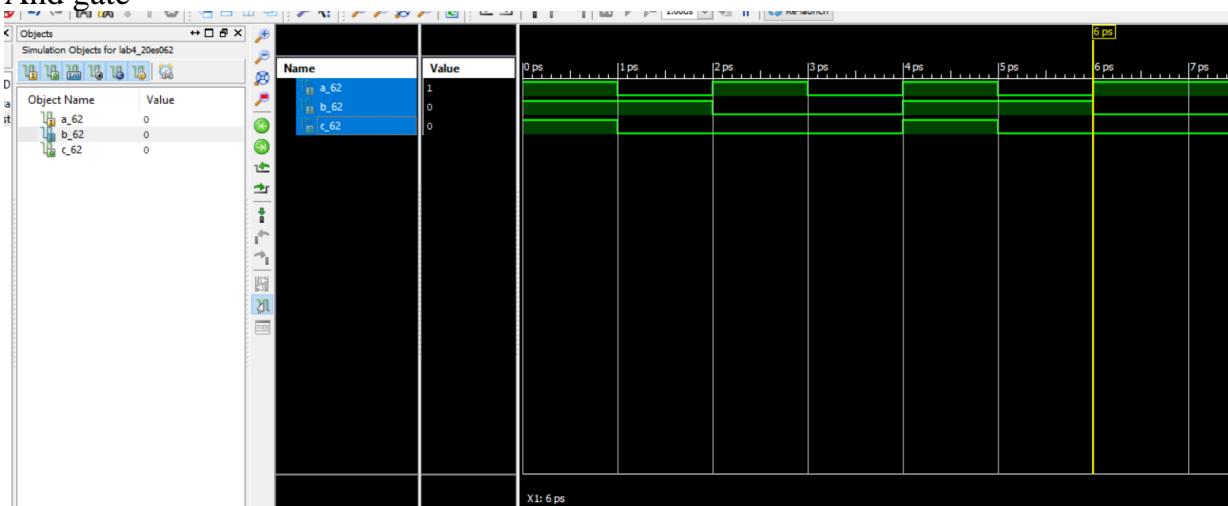 And gate
1.00us
Re-launch
Objects
Simulation Objects for lab4_20es062
Object Name Value
a_62 0
b_62 0
c_62 0
Name Value
a_62 1
b_62 0
c_62 0
6 ps
0 ps 1 ps 2 ps 3 ps 4 ps 5 ps 6 ps 7 ps
X1: 6 ps